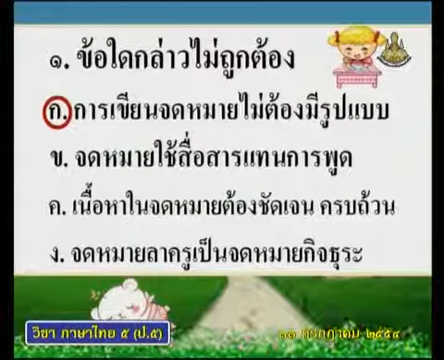 ๑. ข้อใดกล่าวไม่ถูกต้อง
ก. การเขียนจดหมายไม่ต้องมีรูปแบบ
ข. จดหมายใช้สื่อสารแทนการพูด
ค. เนื้อหาในจดหมายต้องชัดเจน ครบถ้วน
ง. จดหมายลาครูเป็นจดหมายกิจธุระ
วิชา ภาษาไทย ๕ (ป.๕)
กรกฎาคม ๒๕๕๔